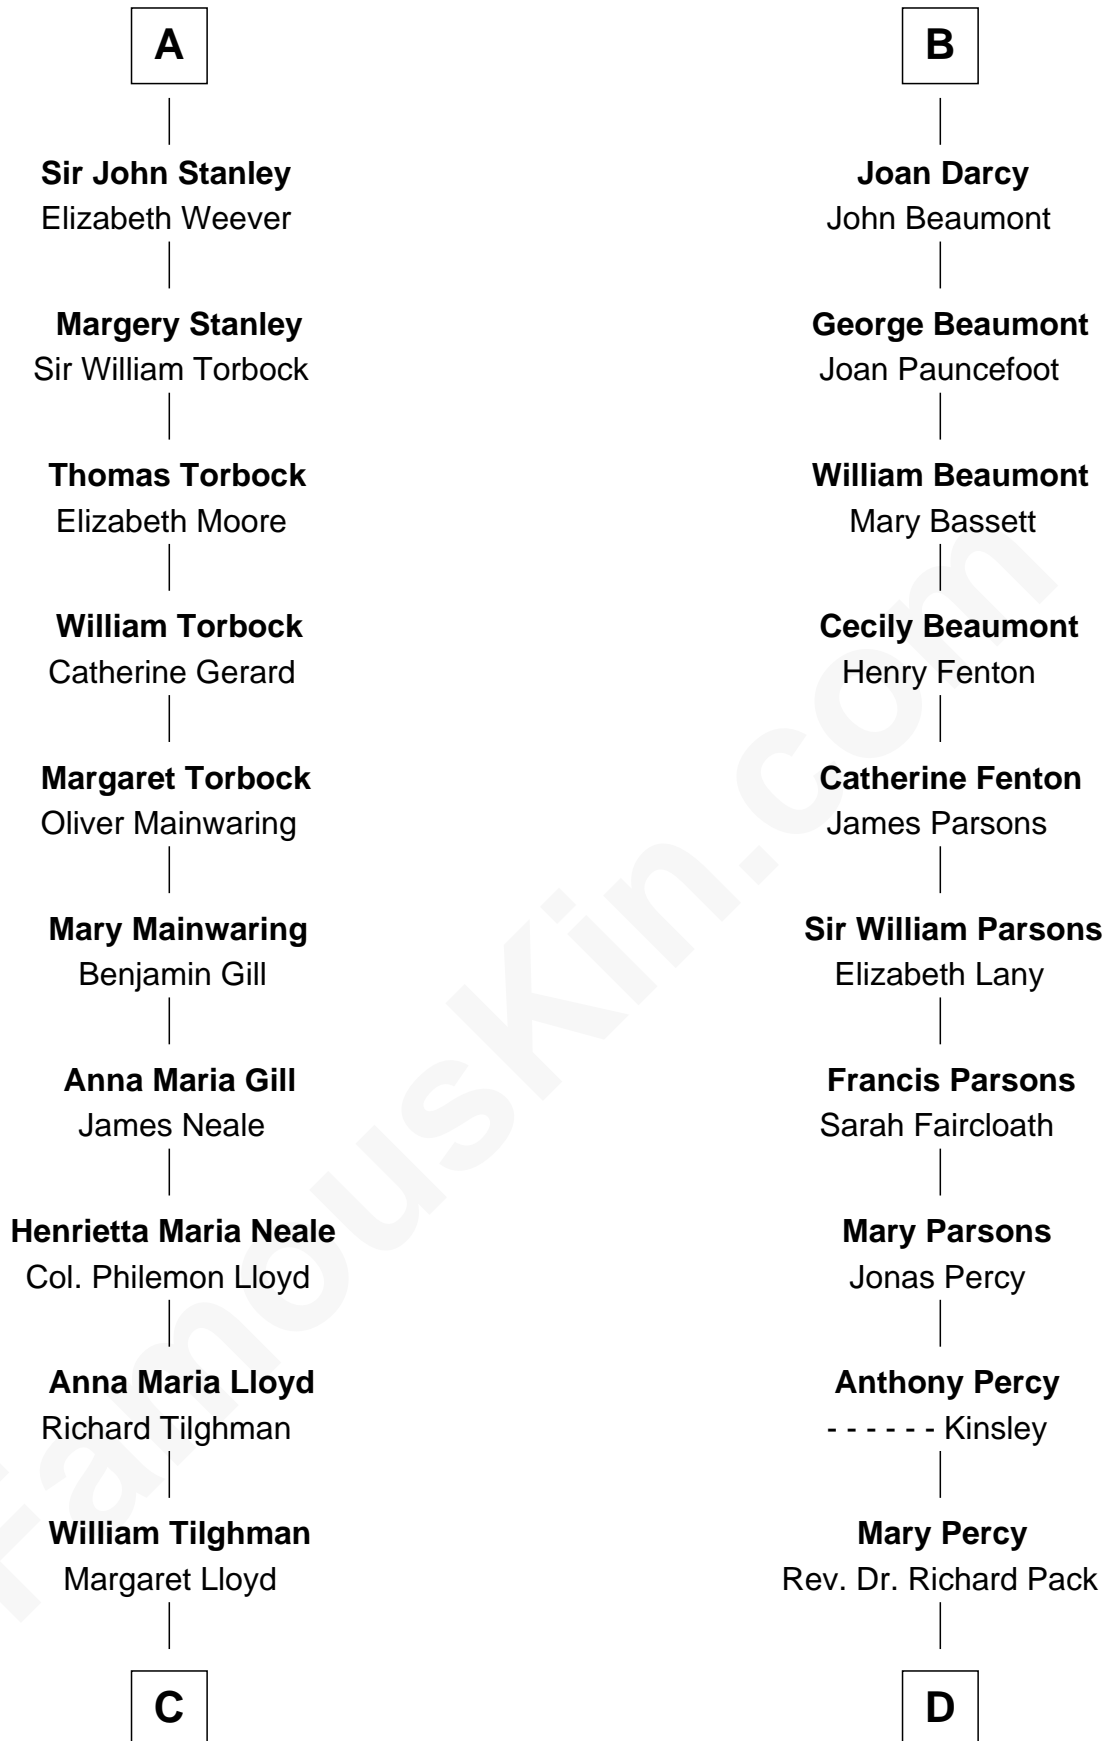 A
Sir John Stanley
Elizabeth Weever
Margery Stanley
Sir William Torbock
Thomas Torbock
Elizabeth Moore
William Torbock
Catherine Gerard
Margaret Torbock
Oliver Mainwaring
Mary Mainwaring
Benjamin Gill
Anna Maria Gill
James Neale
Henrietta Maria Neale
Col. Philemon Lloyd
Anna Maria Lloyd
Richard Tilghman
William Tilghman
Margaret Lloyd
C
B
Joan Darcy
John Beaumont
George Beaumont
Joan Pauncefoot
William Beaumont
Mary Bassett
Cecily Beaumont
Henry Fenton
Catherine Fenton
James Parsons
Sir William Parsons
Elizabeth Lany
Francis Parsons
Sarah Faircloath
Mary Parsons
Jonas Percy
Anthony Percy
- - - - - - Kinsley
Mary Percy
Rev. Dr. Richard Pack
D
FamousKin.com